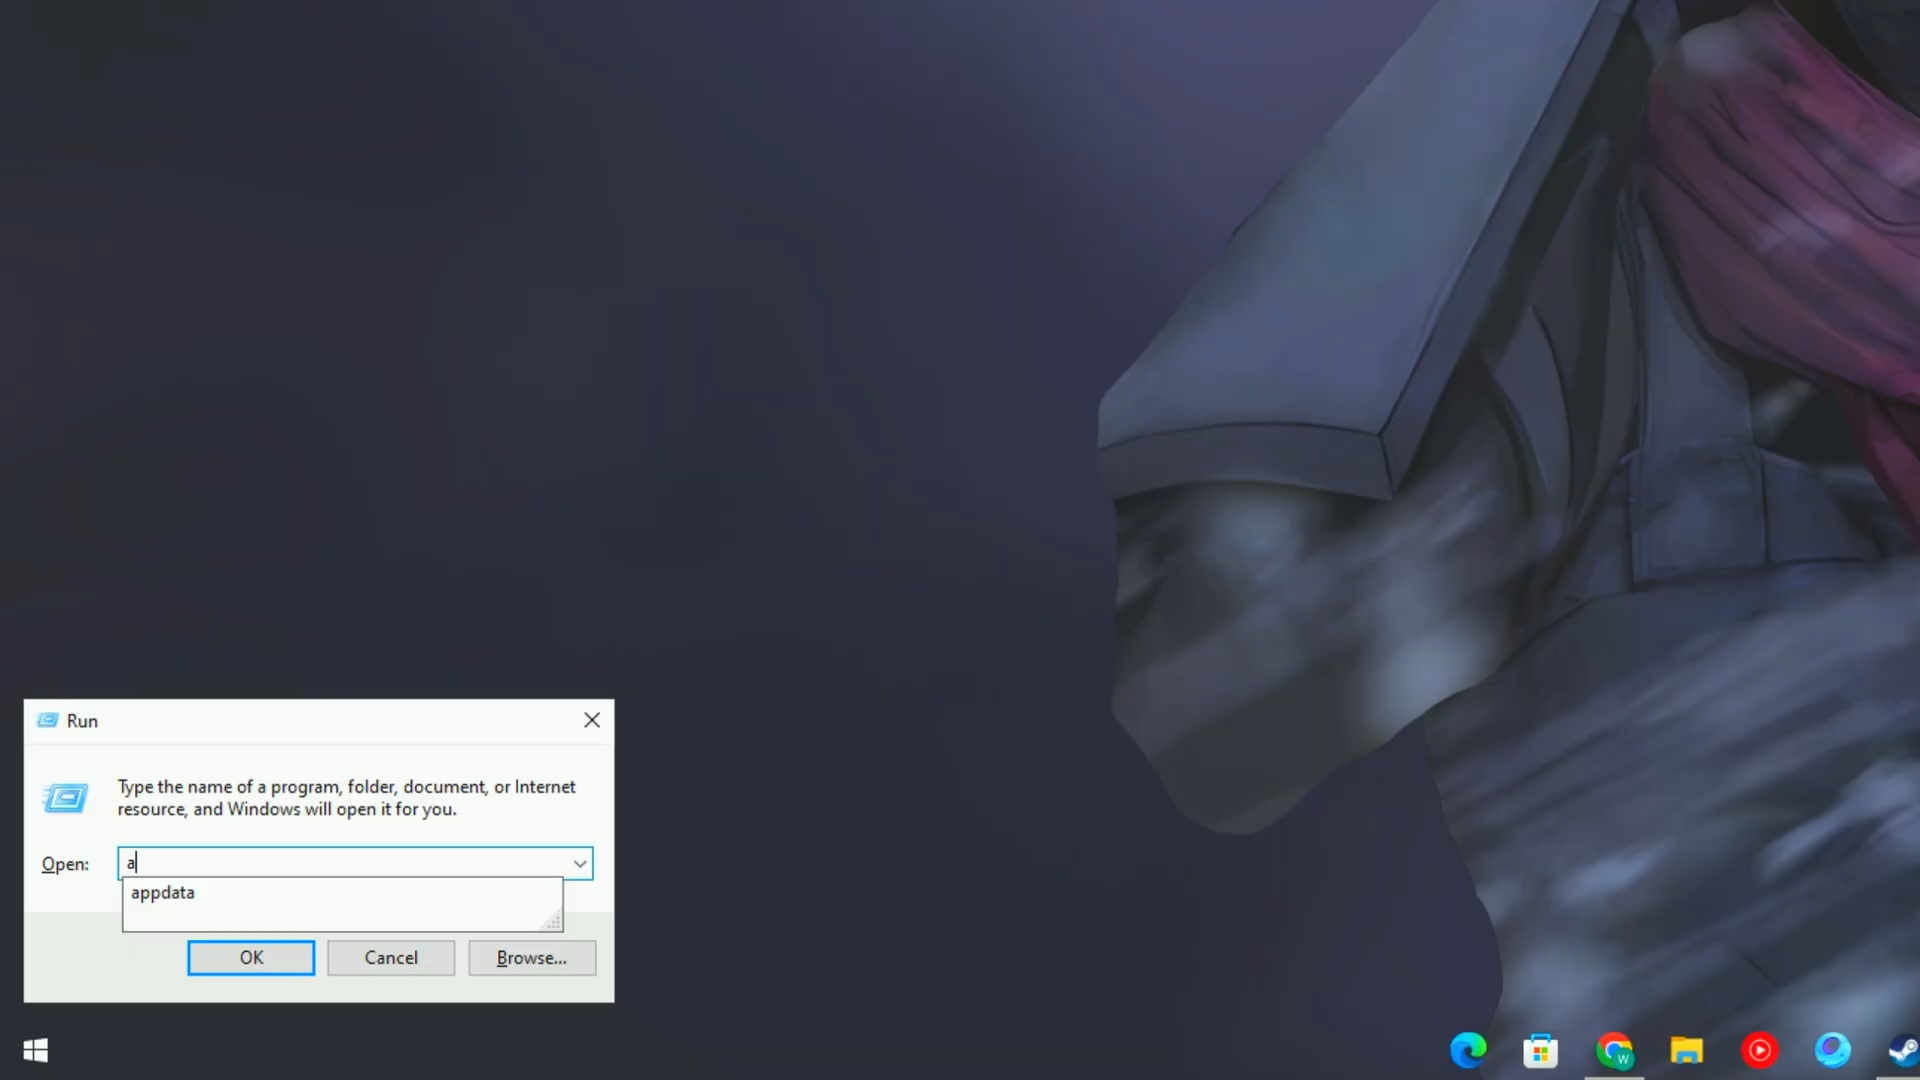 Run
Type the name of a program, folder, document, or Internet
resource, and Windows will open it for you.
Open: a
appdata
OK Cancel Browse...
W